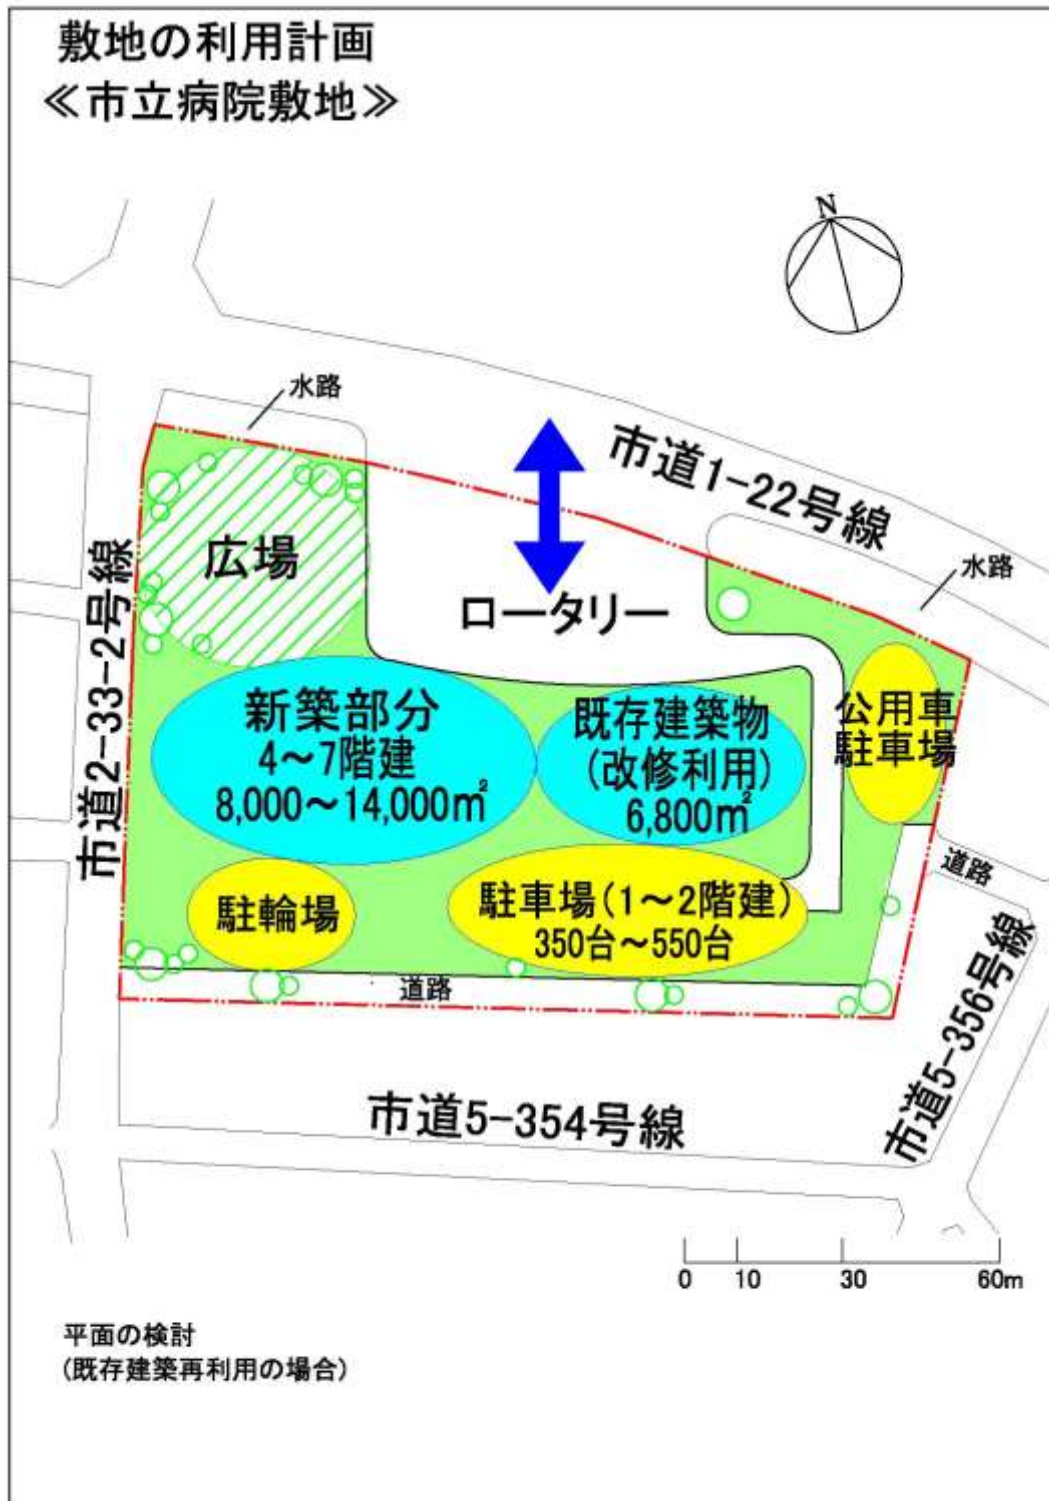 敷地の利用計画
≪市立病院敷地≫
N
水路
市道1-22号線
広場
水路
ロータリー
市道2-33-2号線
新築部分
4～7階建
8,000～14,000㎡
既存建築物
(改修利用)
6,800㎡
公用車
駐車場
道路
駐輪場
駐車場(1～2階建)
350台～550台
道路
市道5-356号線
市道5-354号線
0 10 30 60m
平面の検討
(既存建築再利用の場合)